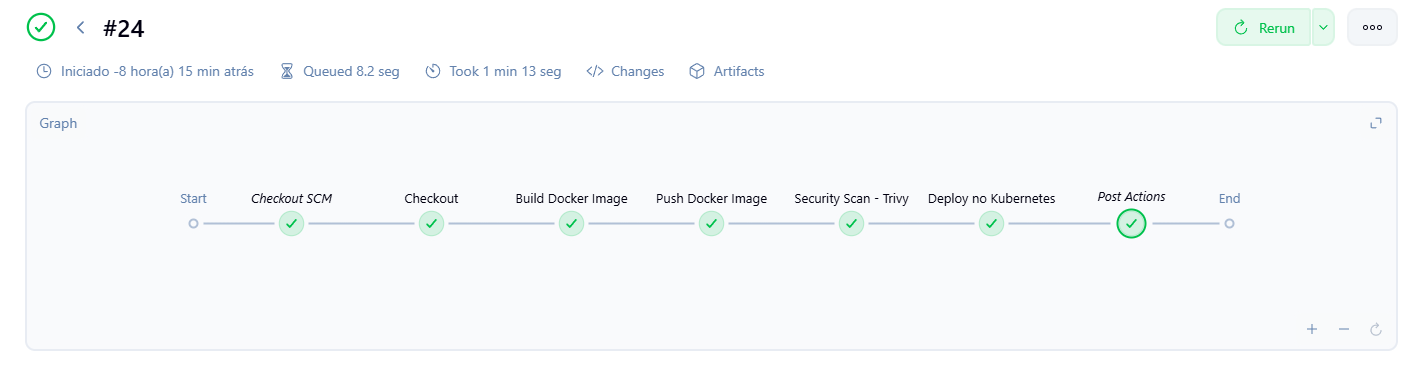 #24
Rerun
Iniciado -8 hora(a) 15 min atrás
Queued 8.2 seg
Took 1 min 13 seg
Changes
Artifacts
Graph
Start
Checkout SCM
Checkout
Build Docker Image
Push Docker Image
Security Scan - Trivy
Deploy no Kubernetes
Post Actions
End